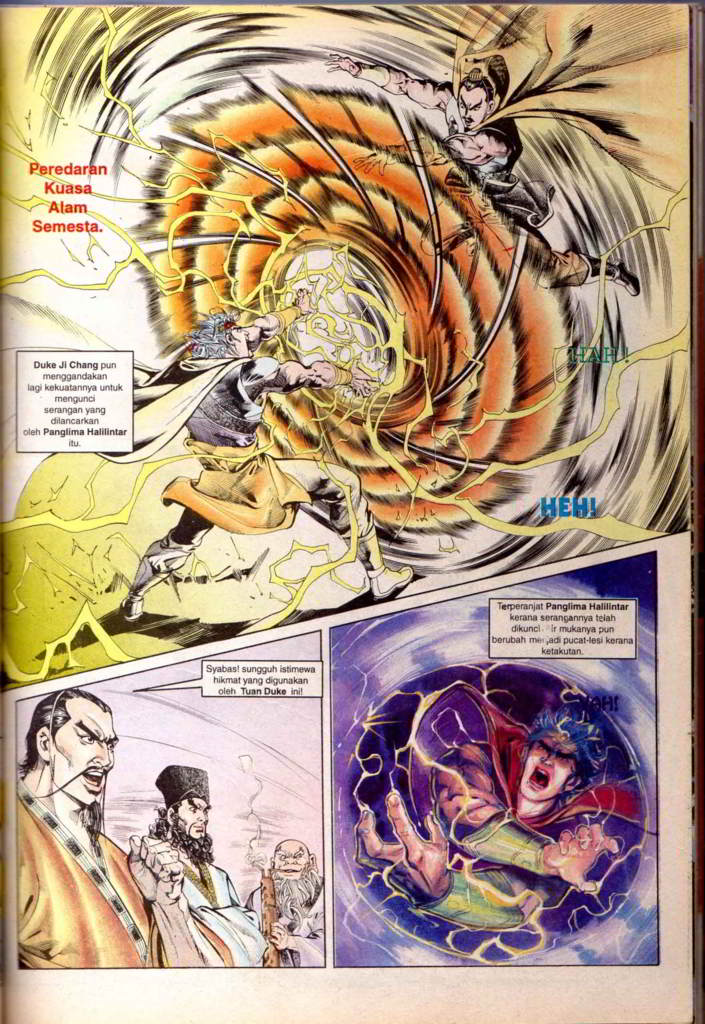 Peredaran
Kuasa
Alam
Semesta.
Duke Ji Chang pun
menggandakan
lagi kekuatannya untuk
mengunci
serangan yang
dilancarkan
oleh Panglima Halilintar
itu.
HAH!
HEH!
Syabas! sungguh istimewa
hikmat yang digunakan
oleh Tuan Duke ini!
Terperanjat Panglima Halilintar
kerana serangannya telah
mukanya pun
berubah menjadi pucat-lesi kerana
ketakutan.